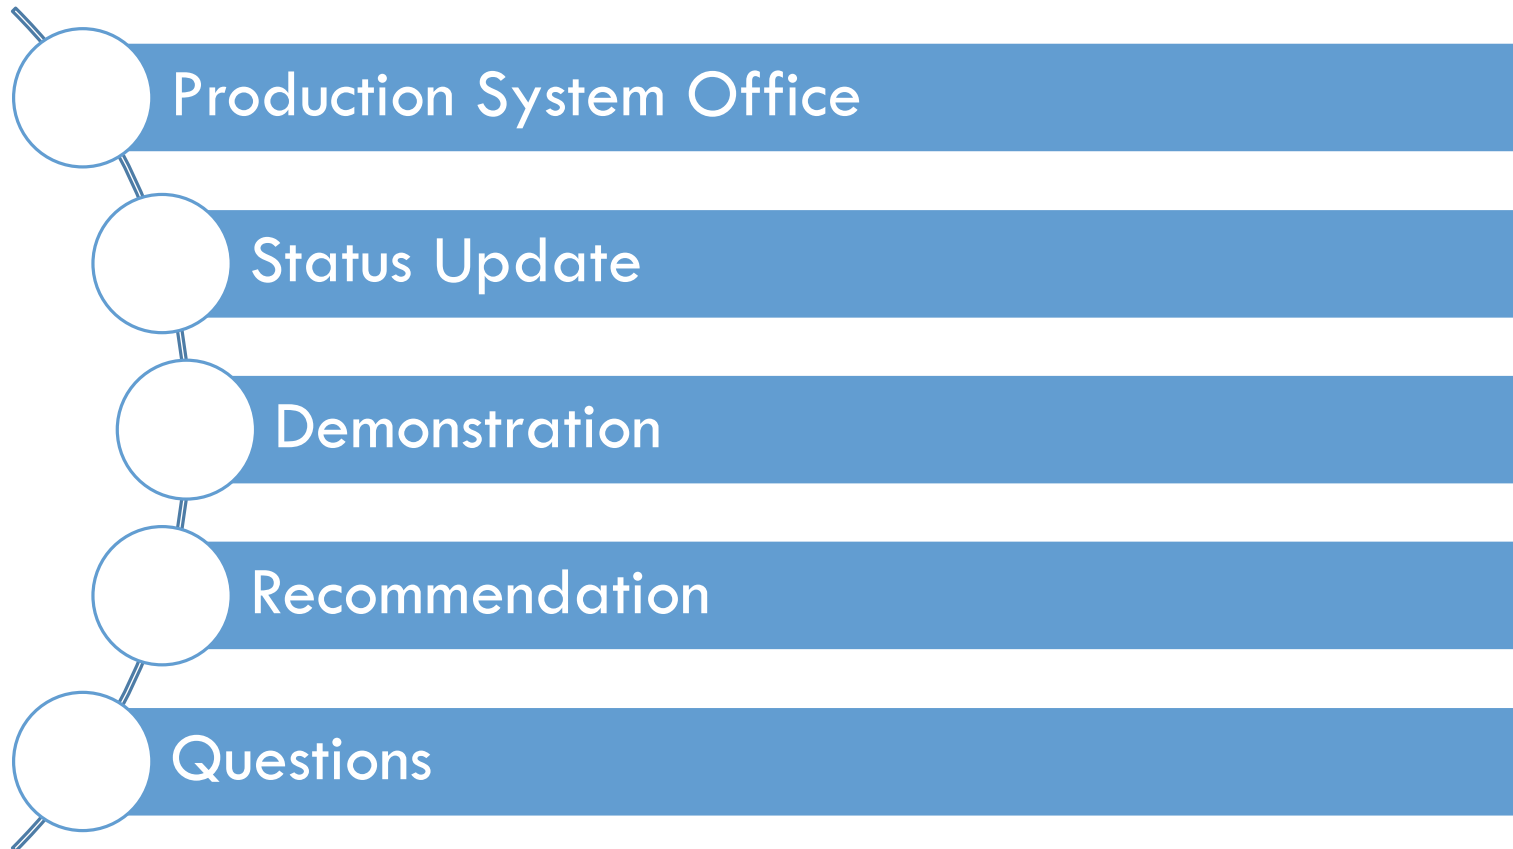 Production System Office
Status Update
Demonstration
Recommendation
Questions